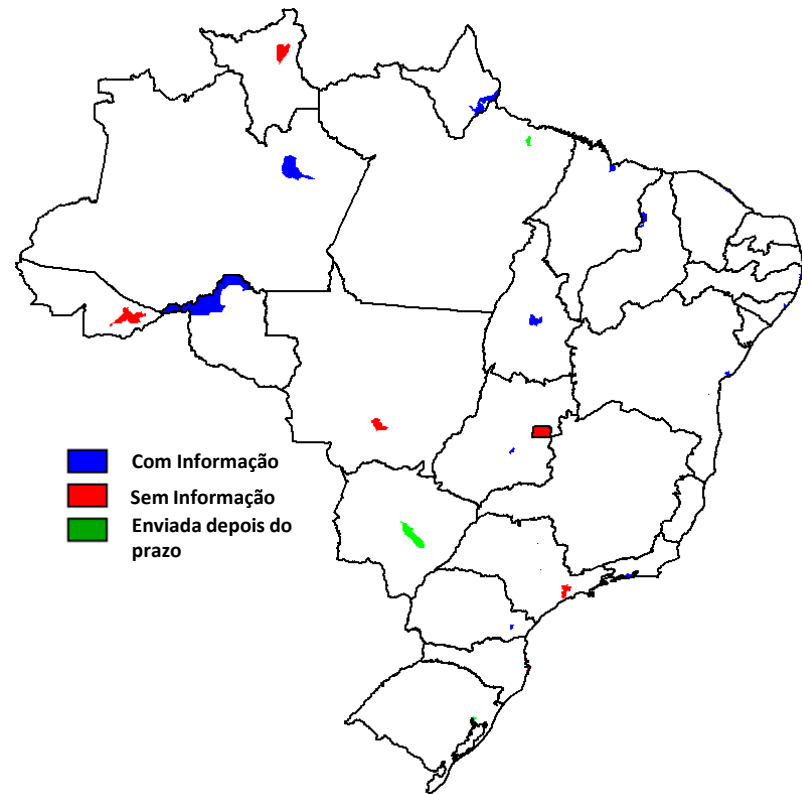 Com Informação
Sem Informação
Enviada depois do
prazo